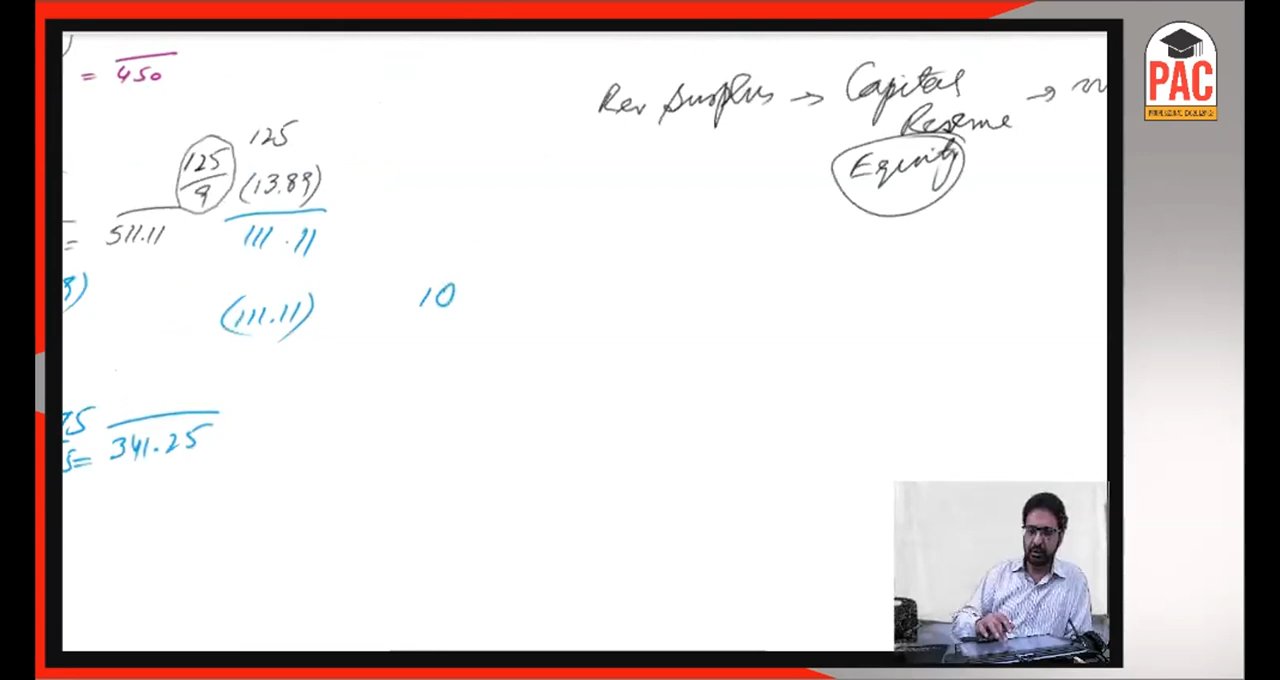 = 450
Rev Surplus → Capital
Reserve →
Equity
125
125
9
(13.89)
= 511.11
111.11
(111.11)
10
= 341.25
PAC